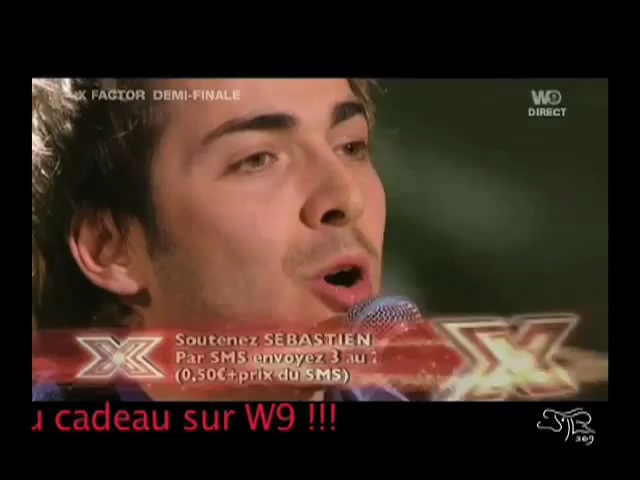 X FACTOR DEMI-FINALE
W9
DIRECT
Soutenez SÉBASTIEN
Par SMS envoyez 3 au
(0,50€+prix du SMS)
u cadeau sur W9 !!!
369